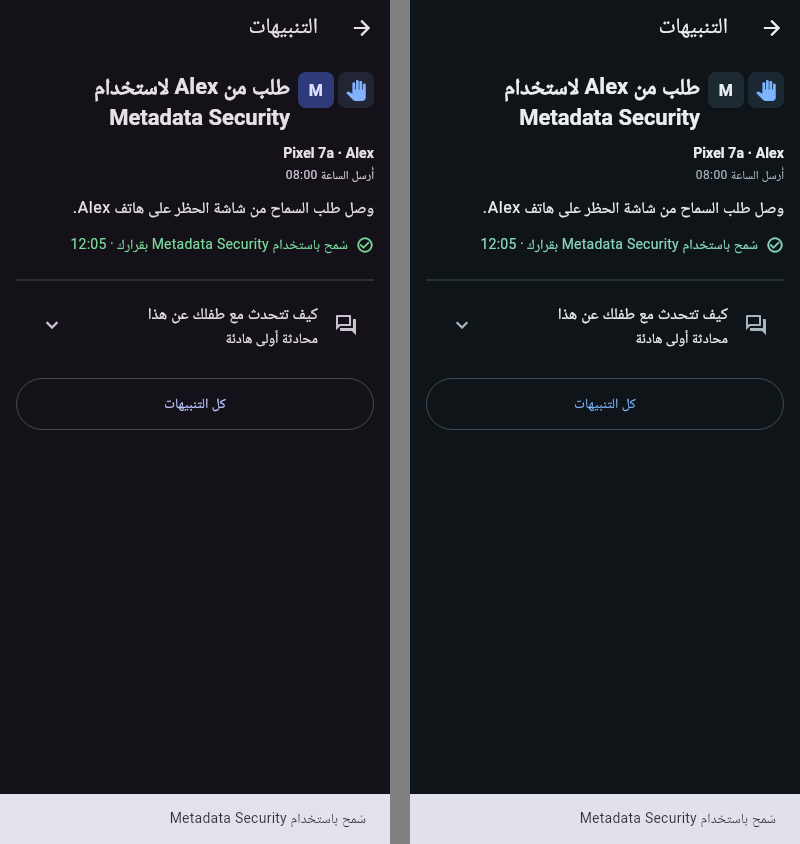 التنبيهات
M
طلب من Alex لاستخدام
Metadata Security
Pixel 7a · Alex
أرسل الساعة 08:00
وصل طلب السماح من شاشة الحظر على هاتف Alex.
سُمح باستخدام Metadata Security بقرارك · 12:05
كيف تتحدث مع طفلك عن هذا
محادثة أولى هادئة
كل التنبيهات
سُمح باستخدام Metadata Security
التنبيهات
M
طلب من Alex لاستخدام
Metadata Security
Pixel 7a · Alex
أرسل الساعة 08:00
وصل طلب السماح من شاشة الحظر على هاتف Alex.
سُمح باستخدام Metadata Security بقرارك · 12:05
كيف تتحدث مع طفلك عن هذا
محادثة أولى هادئة
كل التنبيهات
سُمح باستخدام Metadata Security